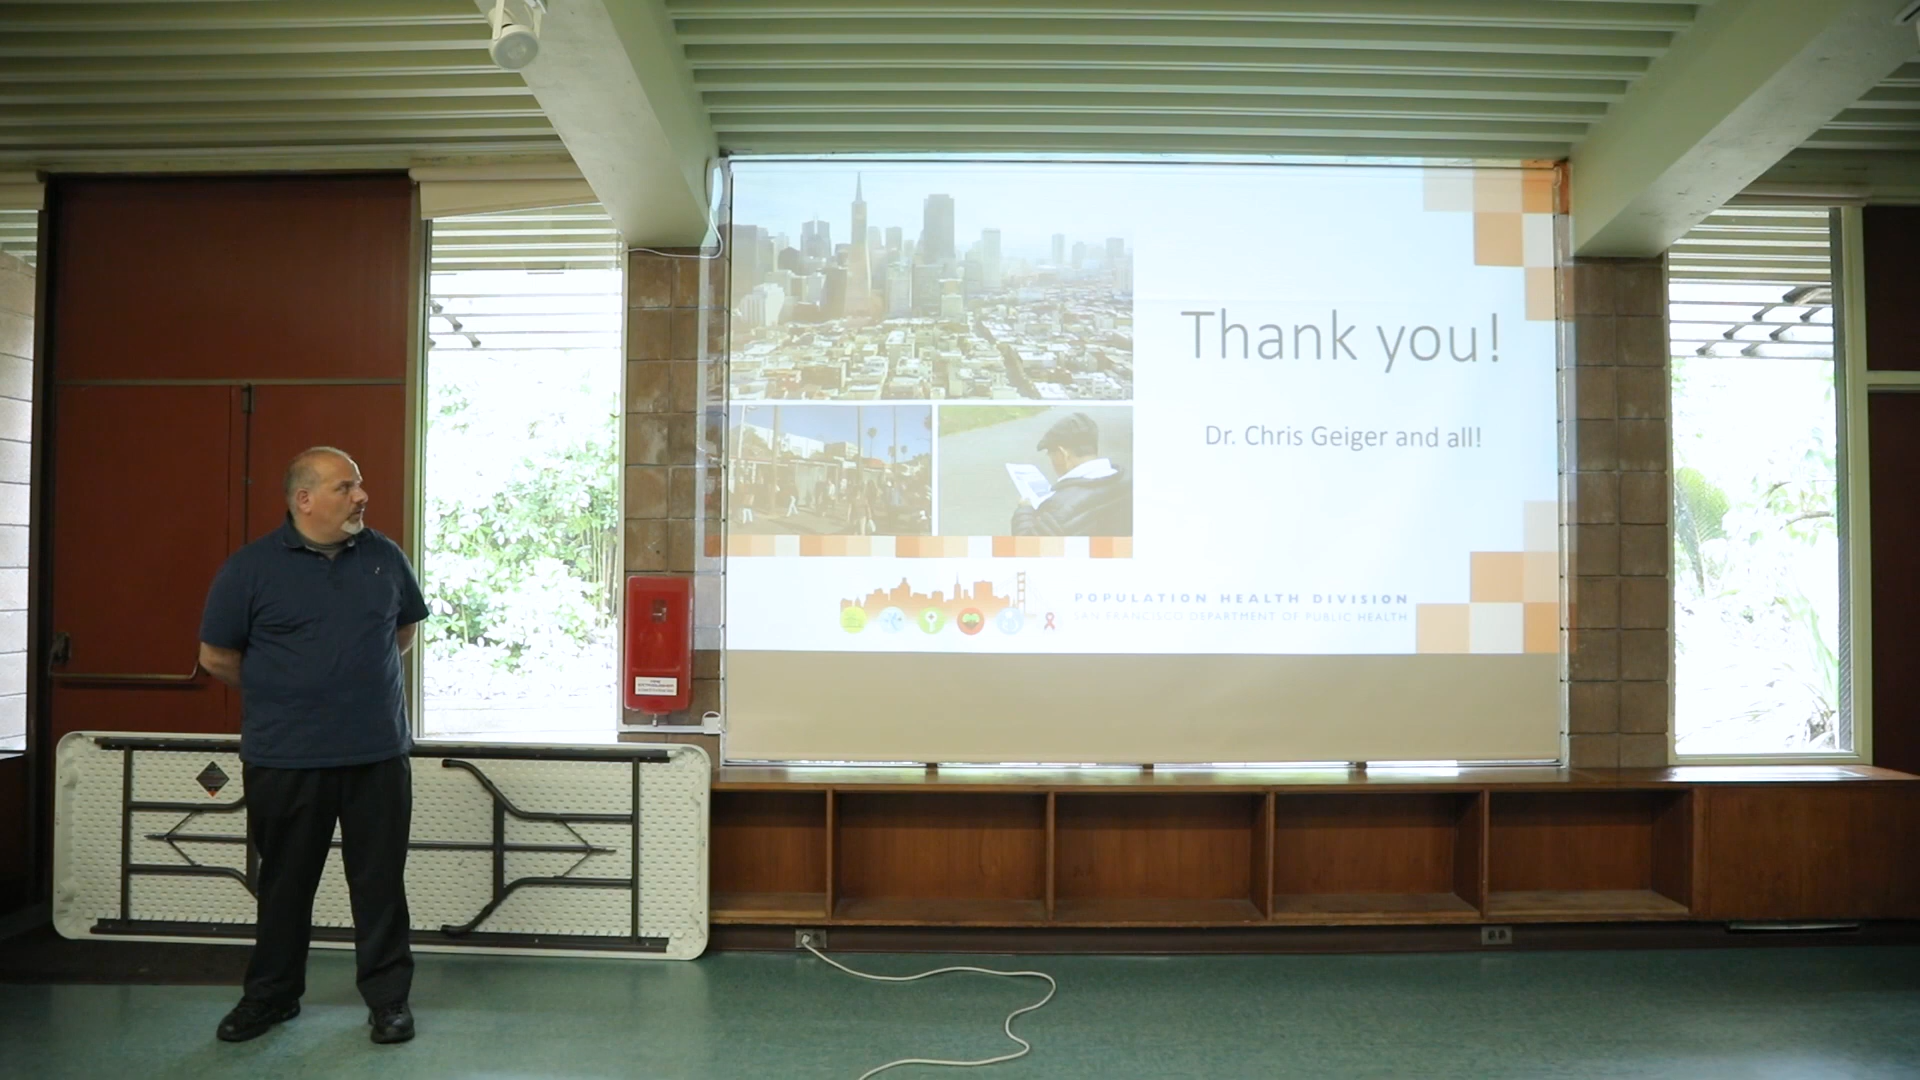 Thank you!
Dr. Chris Geiger and all!
POPULATION HEALTH DIVISION
SAN FRANCISCO DEPARTMENT OF PUBLIC HEALTH